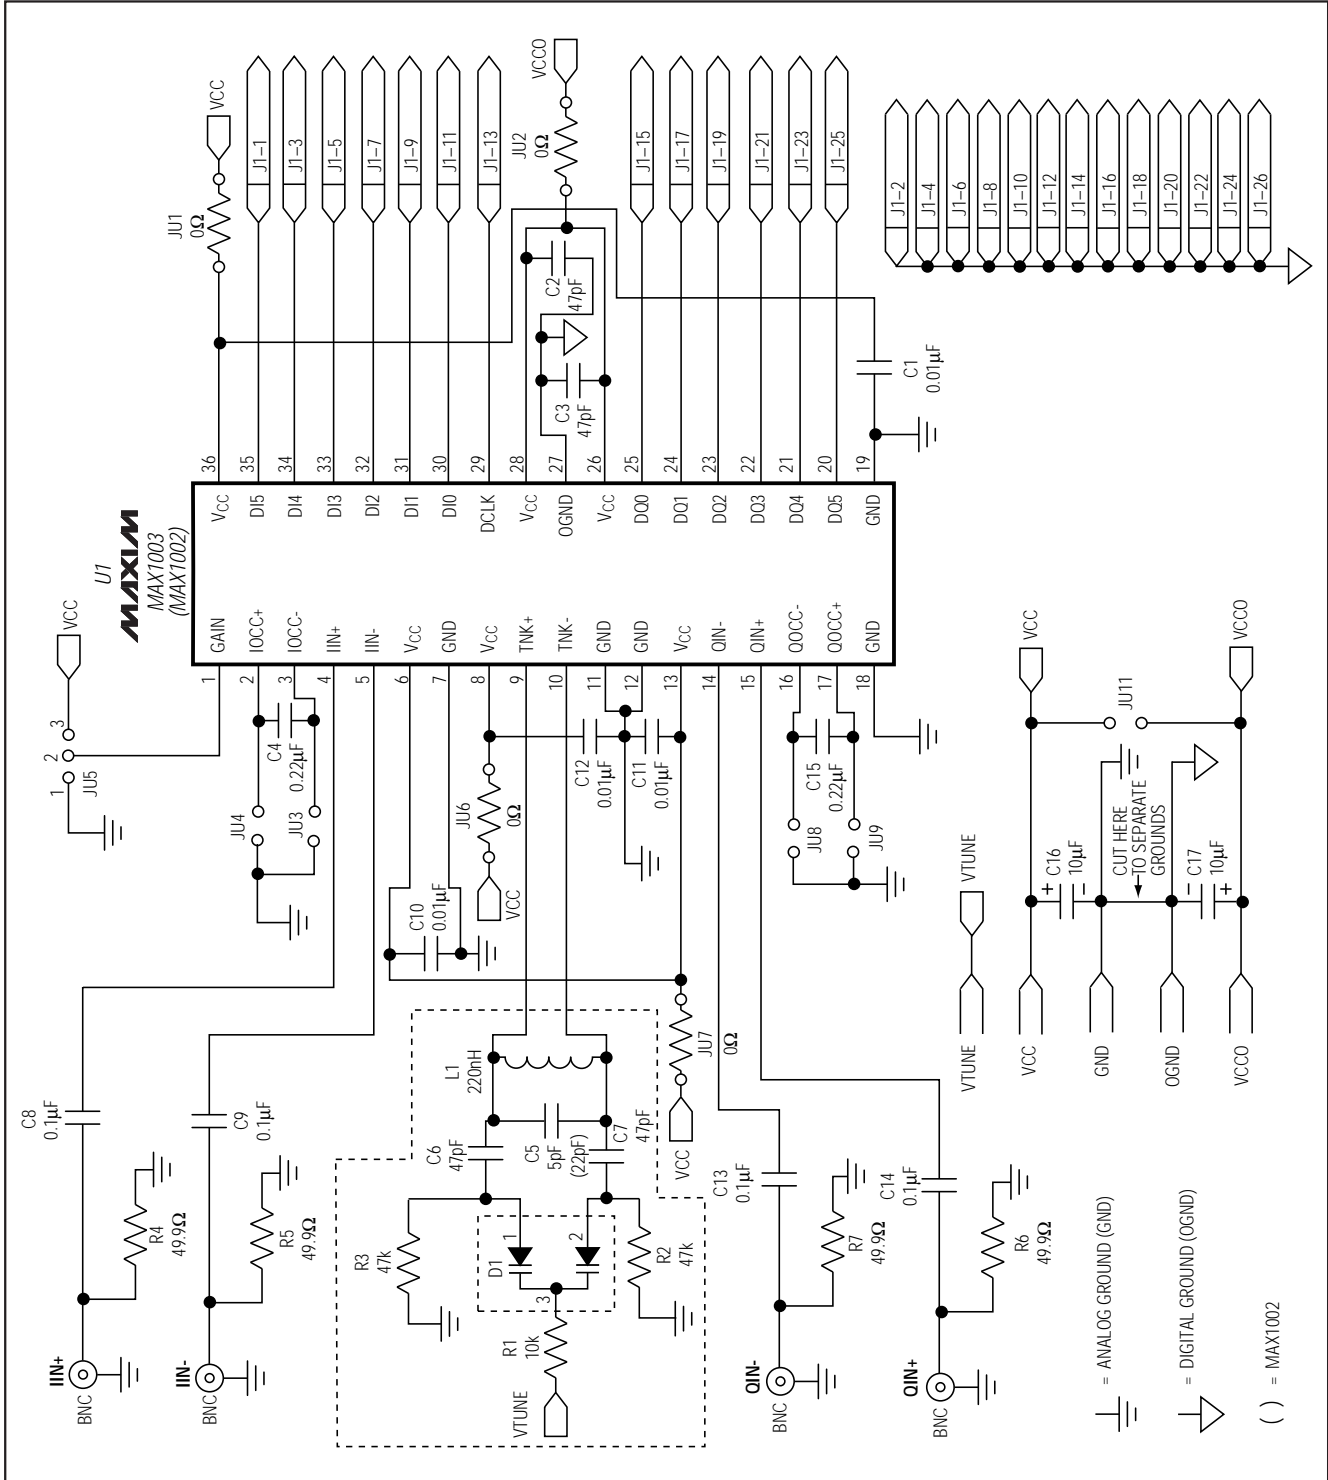 U1
MAXIM
MAX1003
(MAX1002)
VCC
JU5
1
2
3
JU4
JU3
C4
0.22µF
IIN+
BNC
C8
0.1µF
R4
49.9Ω
IIN-
BNC
C9
0.1µF
R5
49.9Ω
C10
0.01µF
JU6
0Ω
VCC
C12
0.01µF
C11
0.01µF
VTUNE
R1
10k
D1
1
2
3
R3
47k
R2
47k
C6
47pF
C5
5pF
(22pF)
C7
47pF
L1
220nH
VCC
JU7
0Ω
QIN-
BNC
C13
0.1µF
R7
49.9Ω
QIN+
BNC
C14
0.1µF
R6
49.9Ω
C15
0.22µF
JU8
JU9
1 GAIN
2 IOCC+
3 IOCC-
4 IIN+
5 IIN-
6 VCC
7 GND
8 VCC
9 TNK+
10 TNK-
11 GND
12 GND
13 VCC
14 QIN-
15 QIN+
16 QOCC-
17 QOCC+
18 GND
VCC 36
DI5 35
DI4 34
DI3 33
DI2 32
DI1 31
DI0 30
DCLK 29
VCC 28
OGND 27
VCC 26
DQ0 25
DQ1 24
DQ2 23
DQ3 22
DQ4 21
DQ5 20
GND 19
JU1
0Ω
VCC
J1–1
J1–3
J1–5
J1–7
J1–9
J1–11
J1–13
JU2
0Ω
VCCO
C2
47pF
C3
47pF
J1–15
J1–17
J1–19
J1–21
J1–23
J1–25
C1
0.01µF
J1–2
J1–4
J1–6
J1–8
J1–10
J1–12
J1–14
J1–16
J1–18
J1–20
J1–22
J1–24
J1–26
VTUNE
VTUNE
VCC
VCC
GND
OGND
VCCO
VCCO
JU11
+
C16
10µF
-
CUT HERE
TO SEPARATE
GROUNDS
-
C17
10µF
+
= ANALOG GROUND (GND)
= DIGITAL GROUND (OGND)
( ) = MAX1002